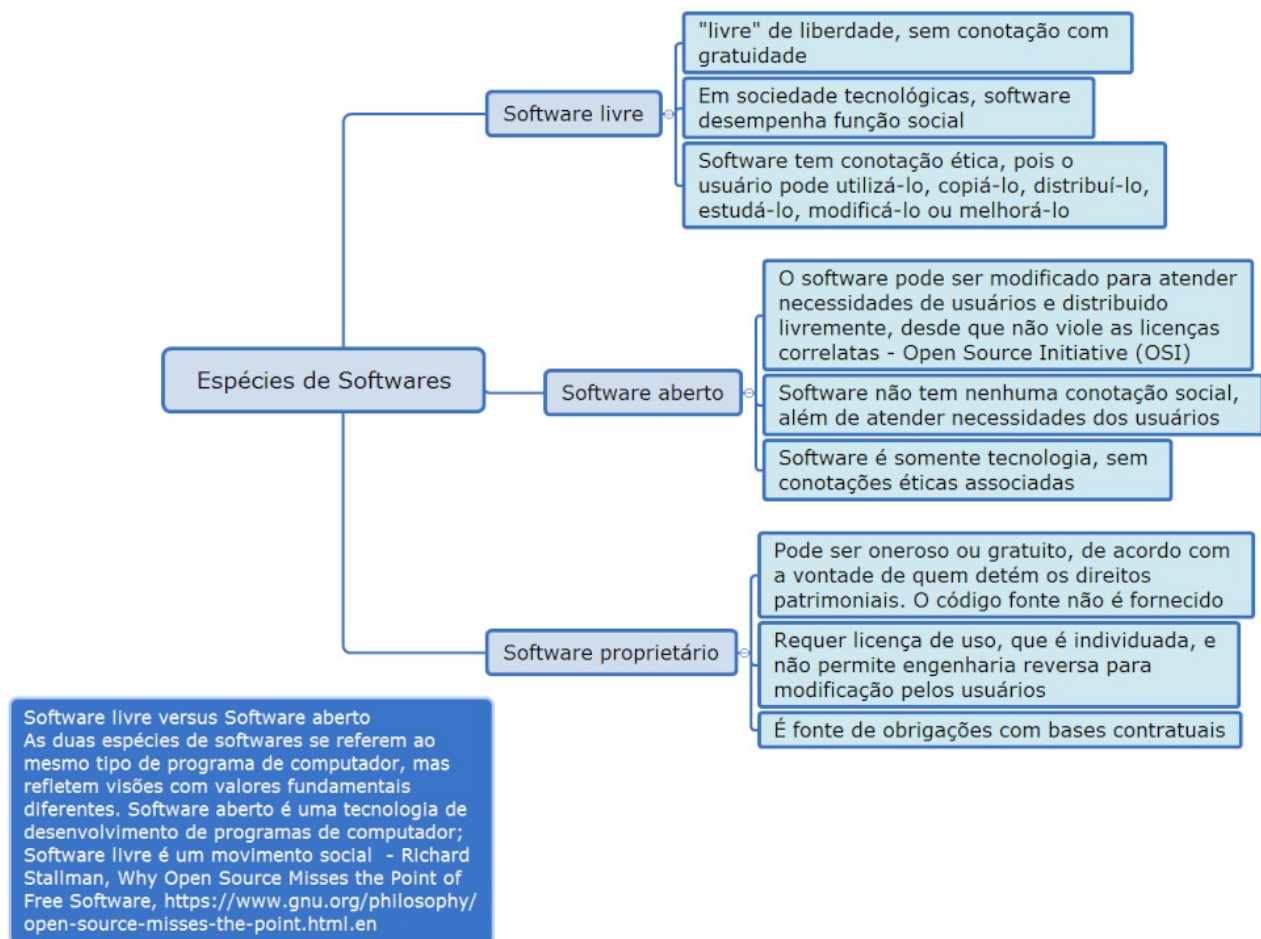 "livre" de liberdade, sem conotação com
gratuidade
Software livre
Em sociedade tecnológicas, software
desempenha função social
Software tem conotação ética, pois o
usuário pode utilizá-lo, copiá-lo, distribuí-lo,
estudá-lo, modificá-lo ou melhorá-lo
Espécies de Softwares
O software pode ser modificado para atender
necessidades de usuários e distribuido
livremente, desde que não viole as licenças
correlatas - Open Source Initiative (OSI)
Software aberto
Software não tem nenhuma conotação social,
além de atender necessidades dos usuários
Software é somente tecnologia, sem
conotações éticas associadas
Pode ser oneroso ou gratuito, de acordo com
a vontade de quem detém os direitos
patrimoniais. O código fonte não é fornecido
Software proprietário
Requer licença de uso, que é individuada, e
não permite engenharia reversa para
modificação pelos usuários
É fonte de obrigações com bases contratuais
Software livre versus Software aberto
As duas espécies de softwares se referem ao
mesmo tipo de programa de computador, mas
refletem visões com valores fundamentais
diferentes. Software aberto é uma tecnologia de
desenvolvimento de programas de computador;
Software livre é um movimento social - Richard
Stallman, Why Open Source Misses the Point of
Free Software, https://www.gnu.org/philosophy/
open-source-misses-the-point.html.en